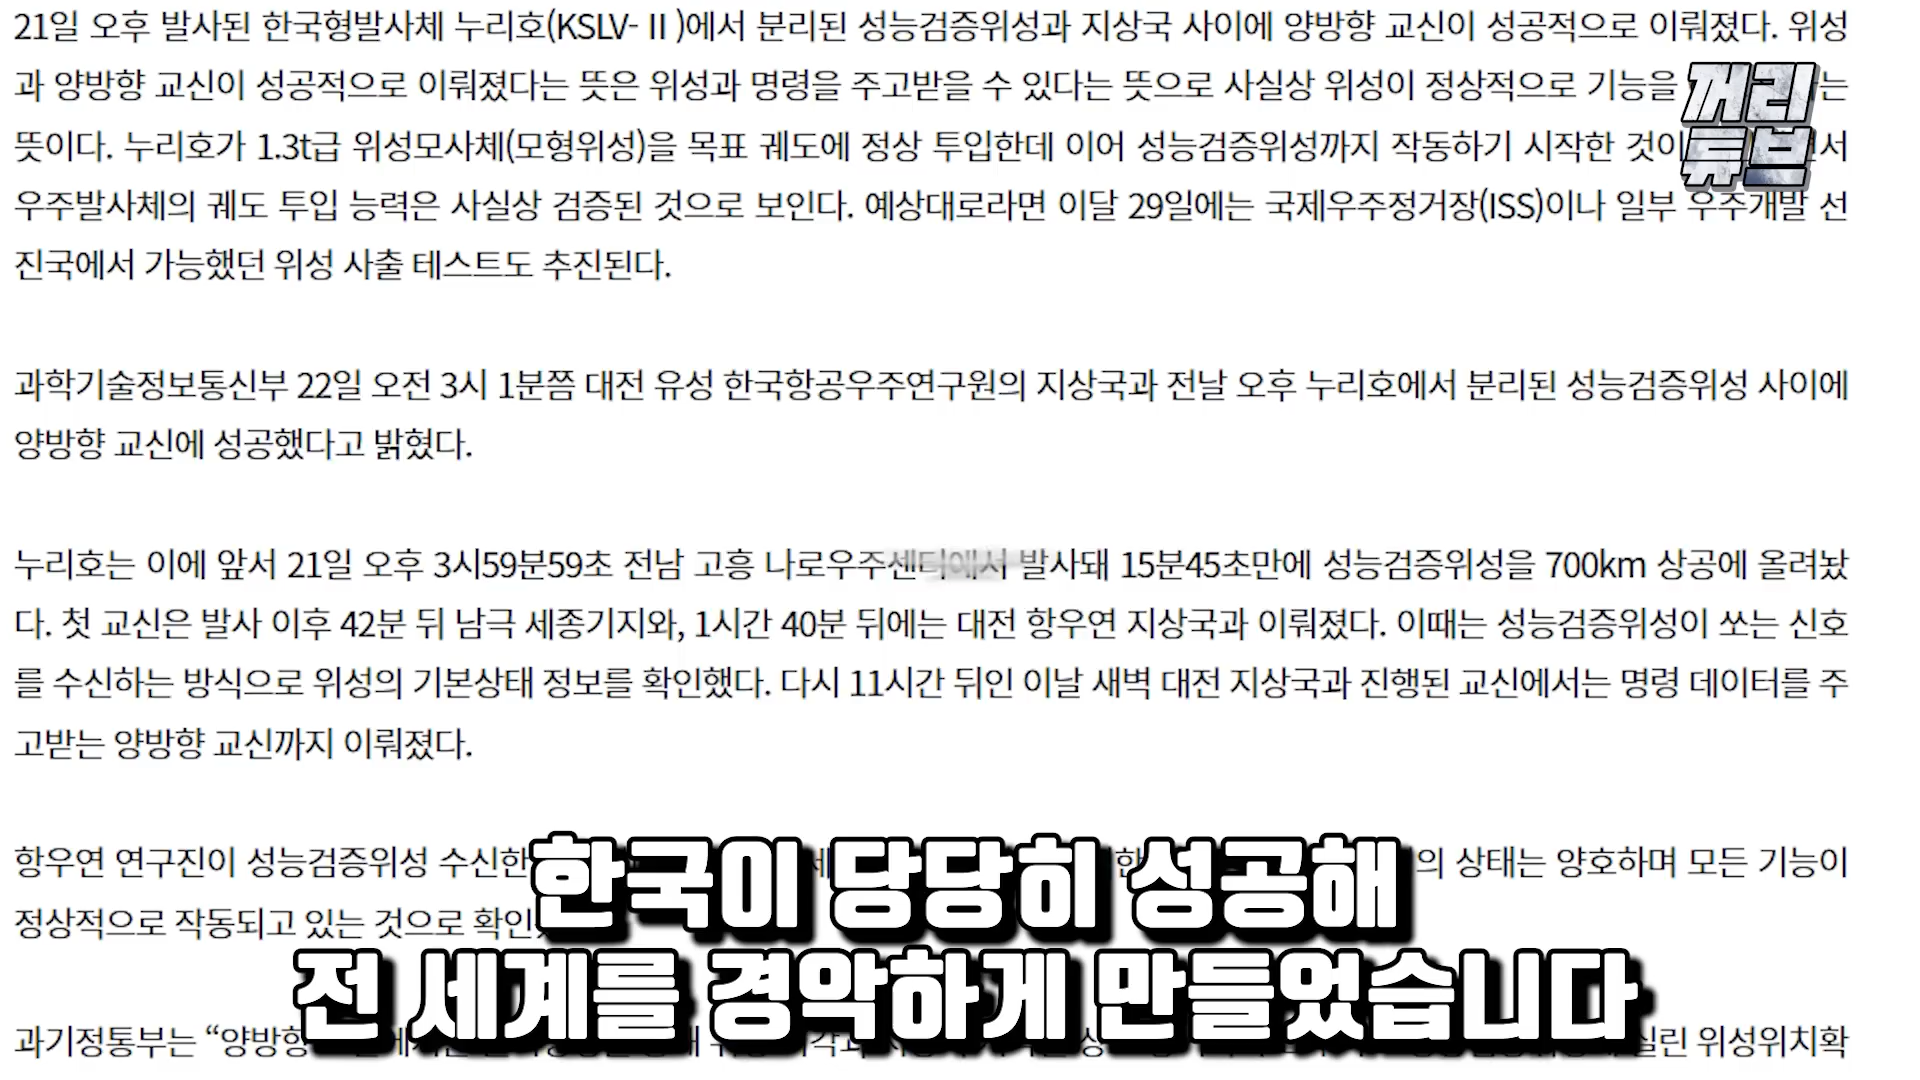 21일 오후 발사된 한국형발사체 누리호(KSLV-Ⅱ)에서 분리된 성능검증위성과 지상국 사이에 양방향 교신이 성공적으로 이뤄졌다. 위성
과 양방향 교신이 성공적으로 이뤄졌다는 뜻은 위성과 명령을 주고받을 수 있다는 뜻으로 사실상 위성이 정상적으로 기능을 는
꺼리튜브
뜻이다. 누리호가 1.3t급 위성모사체(모형위성)을 목표 궤도에 정상 투입한데 이어 성능검증위성까지 작동하기 시작한 것이
우주발사체의 궤도 투입 능력은 사실상 검증된 것으로 보인다. 예상대로라면 이달 29일에는 국제우주정거장(ISS)이나 일부 우주개발 선
진국에서 가능했던 위성 사출 테스트도 추진된다.
과학기술정보통신부 22일 오전 3시 1분쯤 대전 유성 한국항공우주연구원의 지상국과 전날 오후 누리호에서 분리된 성능검증위성 사이에
양방향 교신에 성공했다고 밝혔다.
누리호는 이에 앞서 21일 오후 3시59분59초 전남 고흥 나로우주센터에서 발사돼 15분45초만에 성능검증위성을 700km 상공에 올려놨
다. 첫 교신은 발사 이후 42분 뒤 남극 세종기지와, 1시간 40분 뒤에는 대전 항우연 지상국과 이뤄졌다. 이때는 성능검증위성이 쏘는 신호
를 수신하는 방식으로 위성의 기본상태 정보를 확인했다. 다시 11시간 뒤인 이날 새벽 대전 지상국과 진행된 교신에서는 명령 데이터를 주
고받는 양방향 교신까지 이뤄졌다.
항우연 연구진이 성능검증위성 수신한 의 상태는 양호하며 모든 기능이
한국이 당당히 성공해
정상적으로 작동되고 있는 것으로
전 세계를 경악하게 만들었습니다
과기정통부는 “양방향 실린 위성위치확